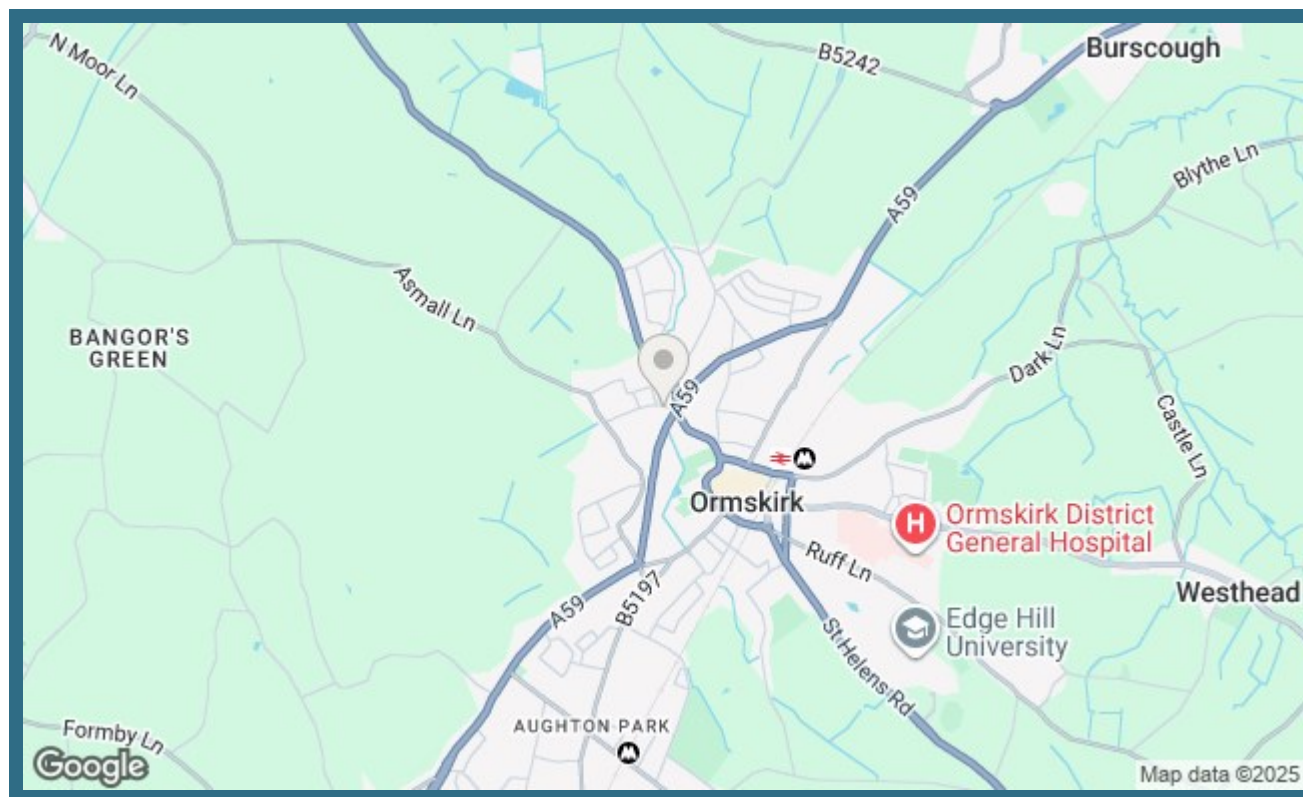 N Moor Ln
B5242
Burscough
A59
Blythe Ln
Asmall Ln
BANGOR'S
GREEN
Dark Ln
A59
Castle Ln
Ormskirk
H
Ormskirk District
General Hospital
Ruff Ln
Westhead
A59
B5197
Edge Hill
University
St Helens Rd
AUGHTON PARK
Formby Ln
Google
Map data ©2025